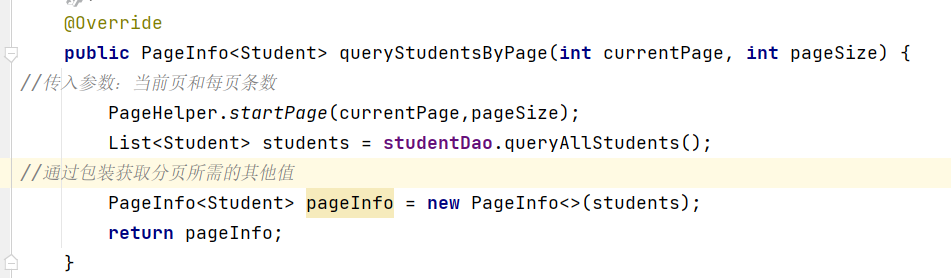 @Override
public PageInfo<Student> queryStudentsByPage(int currentPage, int pageSize) {
//传入参数：当前页和每页条数
PageHelper.startPage(currentPage,pageSize);
List<Student> students = studentDao.queryAllStudents();
//通过包装获取分页所需的其他值
PageInfo<Student> pageInfo = new PageInfo<>(students);
return pageInfo;
}